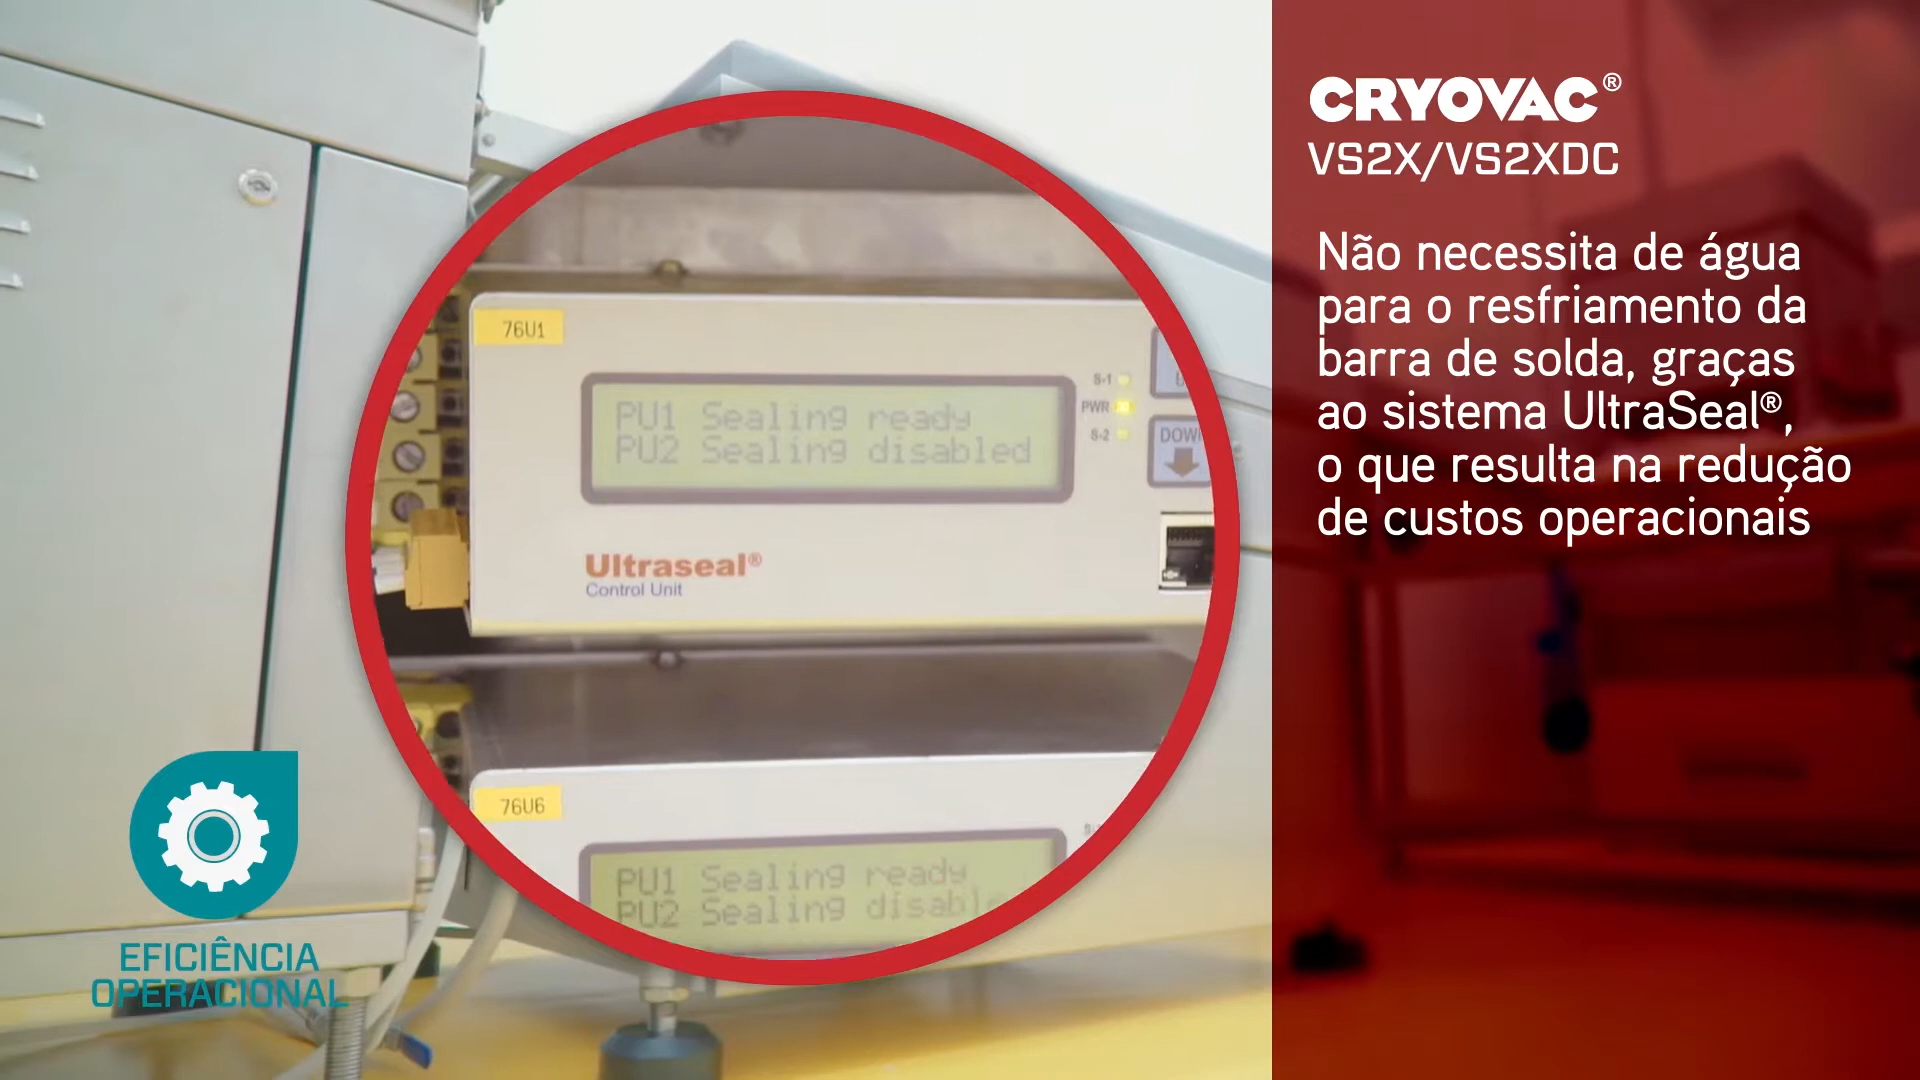 CRYOVAC®
VS2X/VS2XDC
Não necessita de água
para o resfriamento da
barra de solda, graças
ao sistema UltraSeal®,
o que resulta na redução
de custos operacionais
76U1
PU1 Sealing ready
PU2 Sealing disabled
S-1
PWR
S-2
DOWN
Ultraseal®
Control Unit
76U6
PU1 Sealing ready
PU2 Sealing disable
EFICIÊNCIA
OPERACIONAL